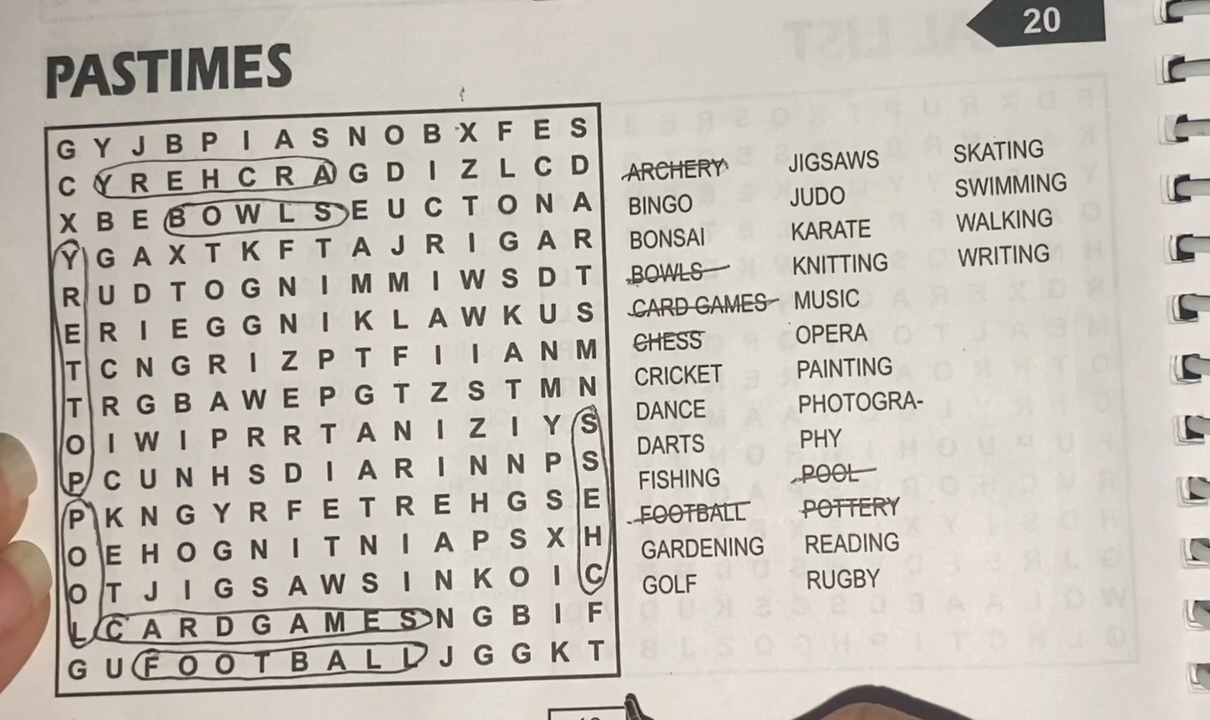 20
PASTIMES
G Y J B P I A S N O B X F E S
C Y R E H C R A G D I Z L C D
X B E B O W L S E U C T O N A
Y G A X T K F T A J R I G A R
R U D T O G N I M M I W S D T
E R I E G G N I K L A W K U S
T C N G R I Z P T F I I A N M
T R G B A W E P G T Z S T M N
O I W I P R R T A N I Z I Y S
P C U N H S D I A R I N N P S
P K N G Y R F E T R E H G S E
O E H O G N I T N I A P S X H
O T J I G S A W S I N K O I C
L C A R D G A M E S N G B I F
G U F O O T B A L L J G G K T
ARCHERY
BINGO
BONSAI
BOWLS
CARD GAMES
CHESS
CRICKET
DANCE
DARTS
FISHING
FOOTBALL
GARDENING
GOLF
JIGSAWS
JUDO
KARATE
KNITTING
MUSIC
OPERA
PAINTING
PHOTOGRA-
PHY
POOL
POTTERY
READING
RUGBY
SKATING
SWIMMING
WALKING
WRITING